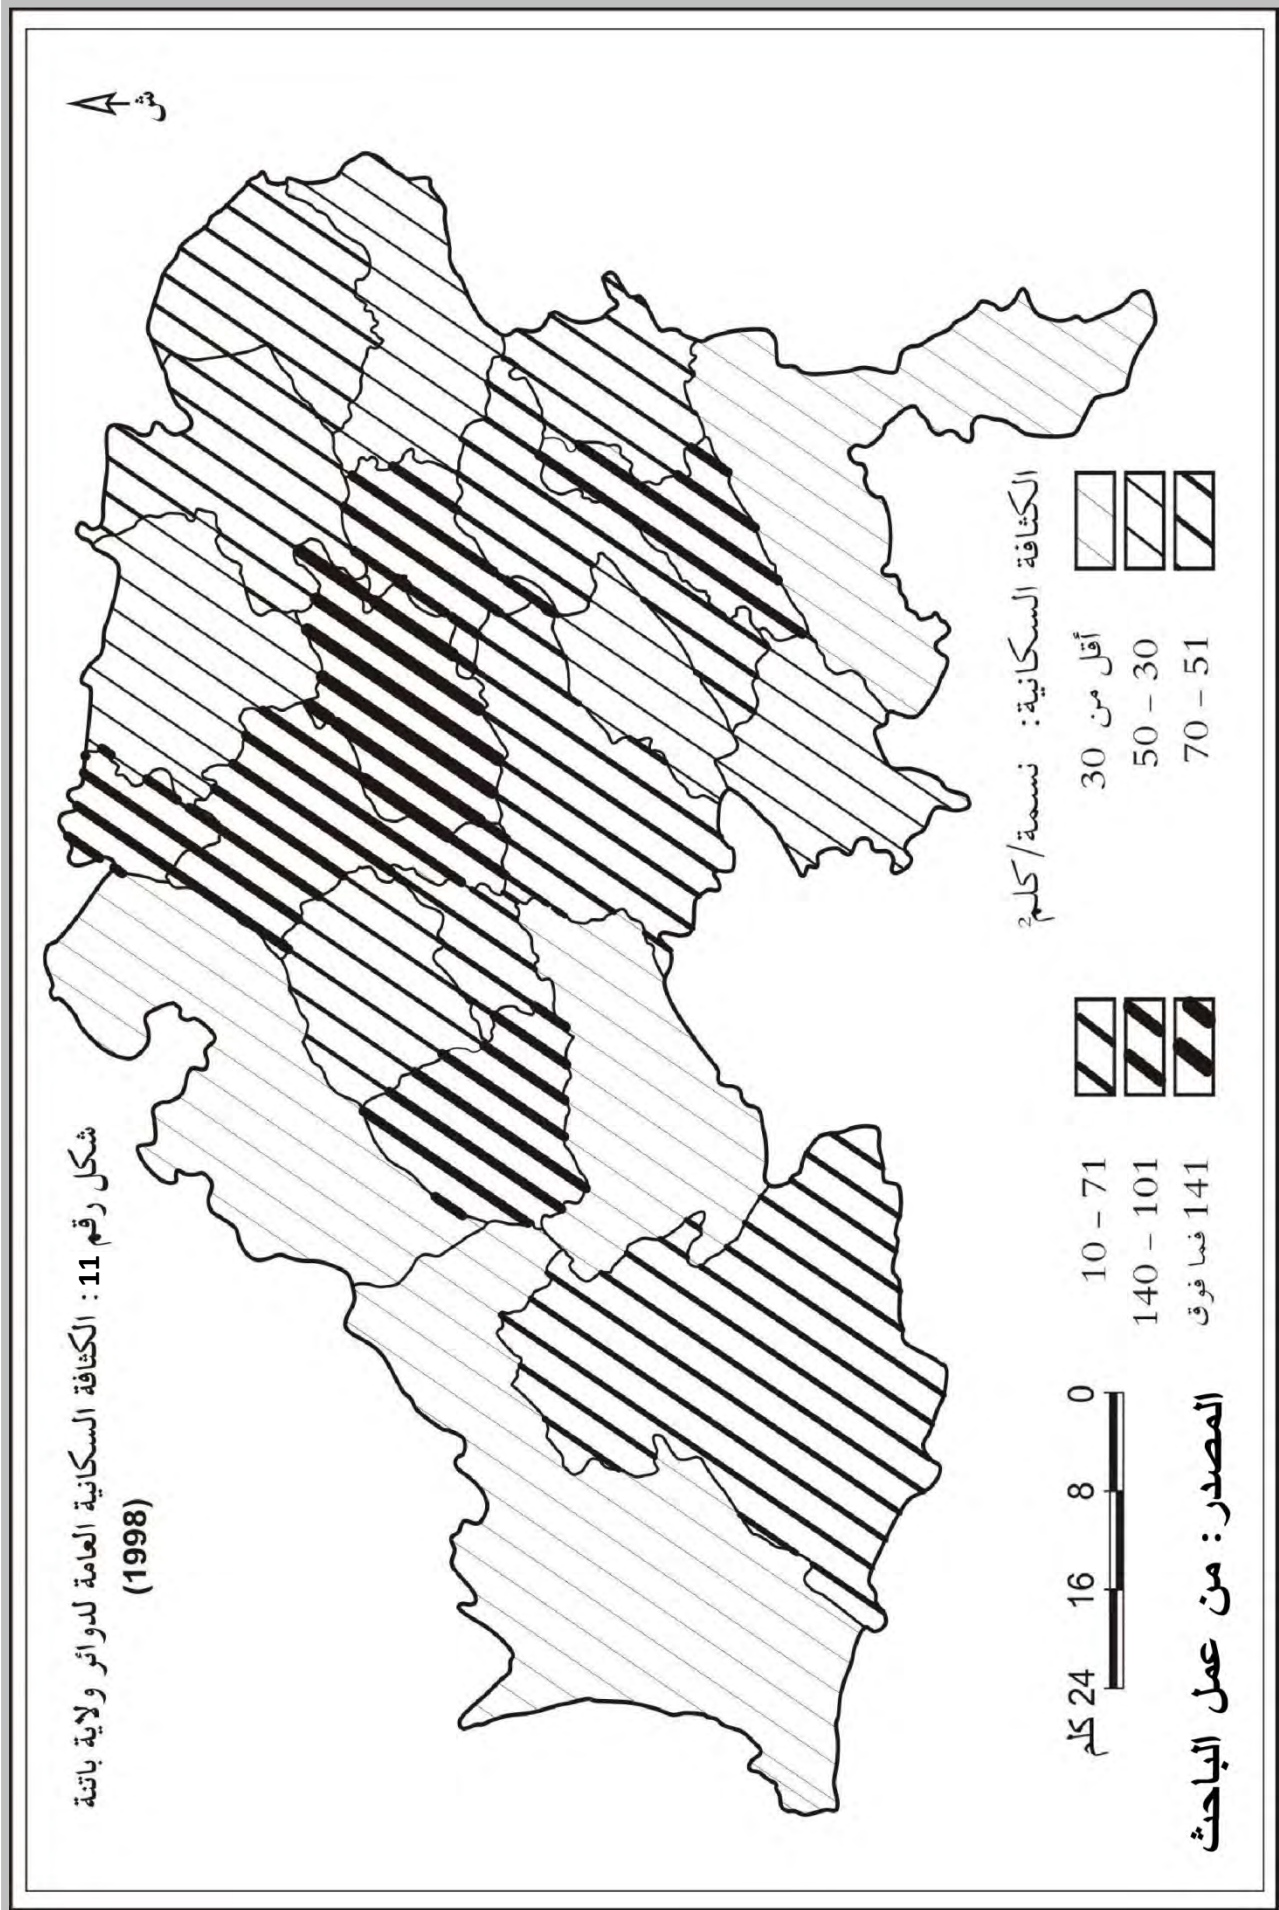 شكل رقم 11 : الكثافة السكانية العامة لدوائر ولاية باتنة
(1998)
ش
الكثافة السكانية: نسمة/كلم²
أقل من 30
30 – 50
51 – 70
71 – 10
101 – 140
141 فما فوق
0 8 16 24 كلم
المصدر: من عمل الباحث